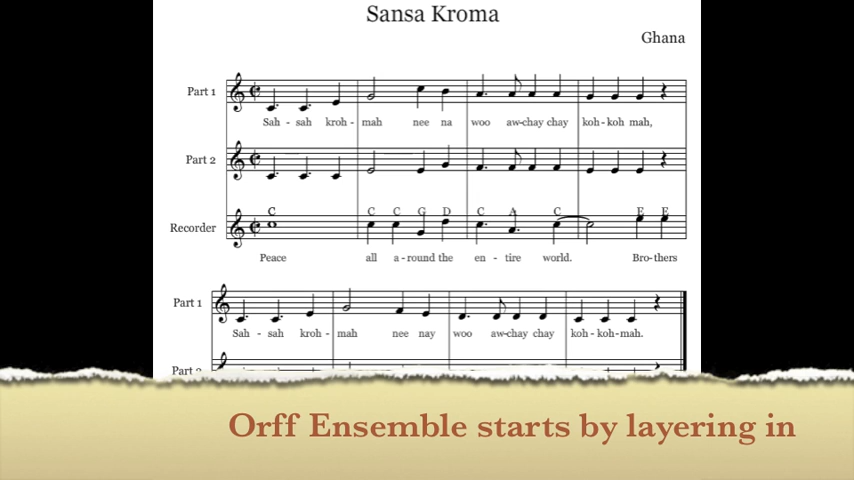 Sansa Kroma
Ghana
Part 1
Sah - sah kroh - mah nee na woo aw-chay chay koh - koh mah,
Part 2
C C C G D C A C E E
Recorder
Peace all a - round the en - tire world. Bro-thers
Part 1
Sah - sah kroh - mah nee nay woo aw-chay chay koh - koh-mah.
Part 2
Orff Ensemble starts by layering in